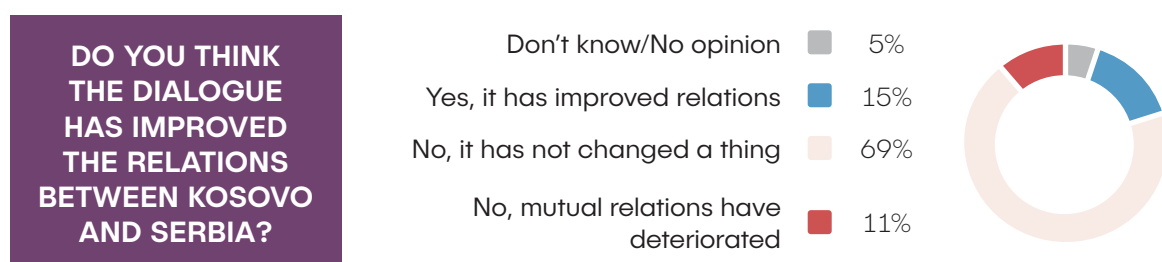 DO YOU THINK
THE DIALOGUE
HAS IMPROVED
THE RELATIONS
BETWEEN KOSOVO
AND SERBIA?
Don't know/No opinion 5%
Yes, it has improved relations 15%
No, it has not changed a thing 69%
No, mutual relations have
deteriorated 11%